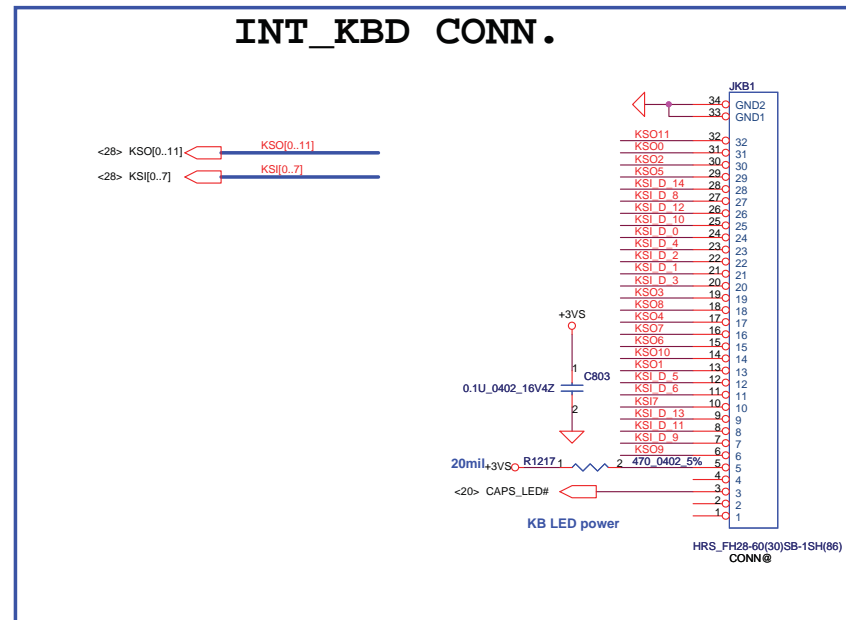 INT_KBD CONN.
JKB1
34 GND2
33 GND1
<28> KSO[0..11] KSO[0..11]
<28> KSI[0..7] KSI[0..7]
KSO11 32 32
KSO0 31 31
KSO2 30 30
KSO5 29 29
KSI_D_14 28 28
KSI_D_8 27 27
KSI_D_12 26 26
KSI_D_10 25 25
KSI_D_0 24 24
KSI_D_4 23 23
KSI_D_2 22 22
KSI_D_1 21 21
KSI_D_3 20 20
KSO3 19 19
KSO8 18 18
KSO4 17 17
KSO7 16 16
KSO6 15 15
KSO10 14 14
KSO1 13 13
KSI_D_5 12 12
KSI_D_6 11 11
KSI7 10 10
KSI_D_13 9 9
KSI_D_11 8 8
KSI_D_9 7 7
KSO9 6 6
+3VS
1
C803
0.1U_0402_16V4Z
2
20mil +3VS R1217 1 2 470_0402_5% 5 5
4 4
<20> CAPS_LED# 3 3
2 2
1 1
KB LED power
HRS_FH28-60(30)SB-1SH(86)
CONN@